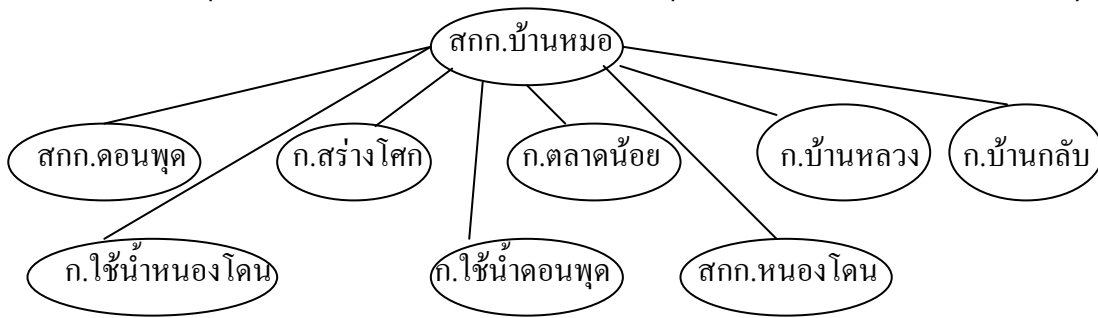 สกก.บ้านหมอ
สกก.ดอนพุด ก.สร่างโศก ก.ตลาดน้อย ก.บ้านหลวง ก.บ้านกลับ
ก.ใช้น้ำหนองโดน ก.ใช้น้ำดอนพุด สกก.หนองโดน